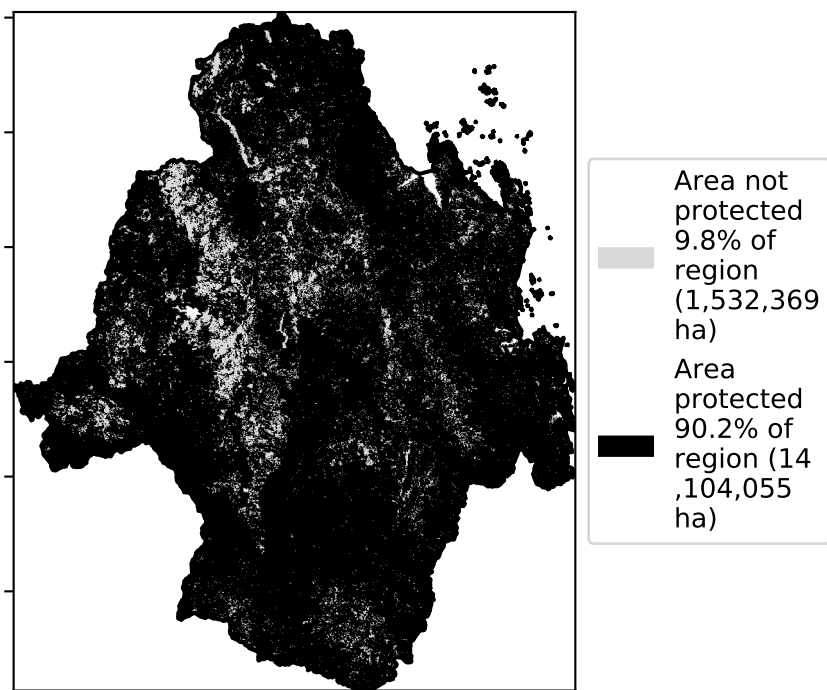 Area not
protected
9.8% of
region
(1,532,369
ha)
Area
protected
90.2% of
region (14
,104,055
ha)